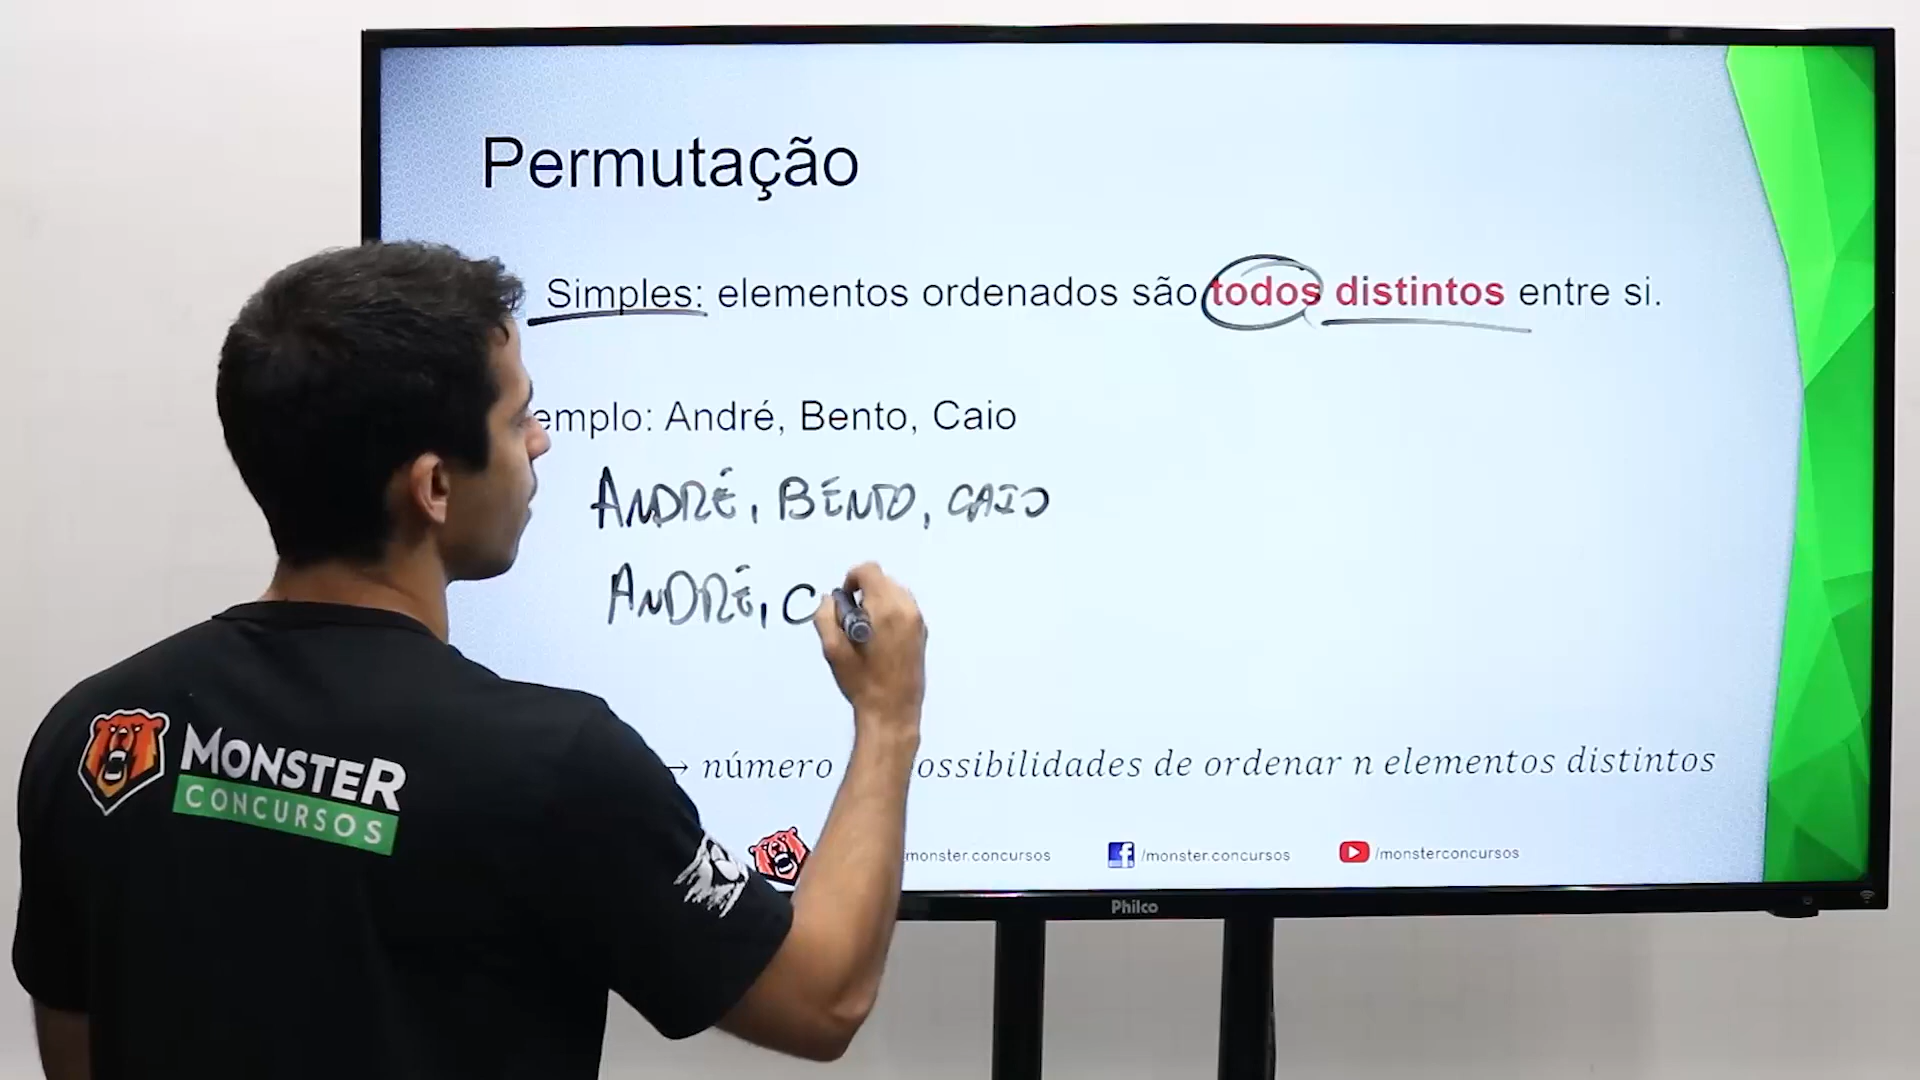 Permutação
Simples: elementos ordenados são todos distintos entre si.
emplo: André, Bento, Caio
ANDRÉ, BENTO, CAIO
ANDRÉ, C
→ número ossibilidades de ordenar n elementos distintos
monster.concursos
/monster.concursos
/monsterconcursos
Philco
MONSTER
CONCURSOS